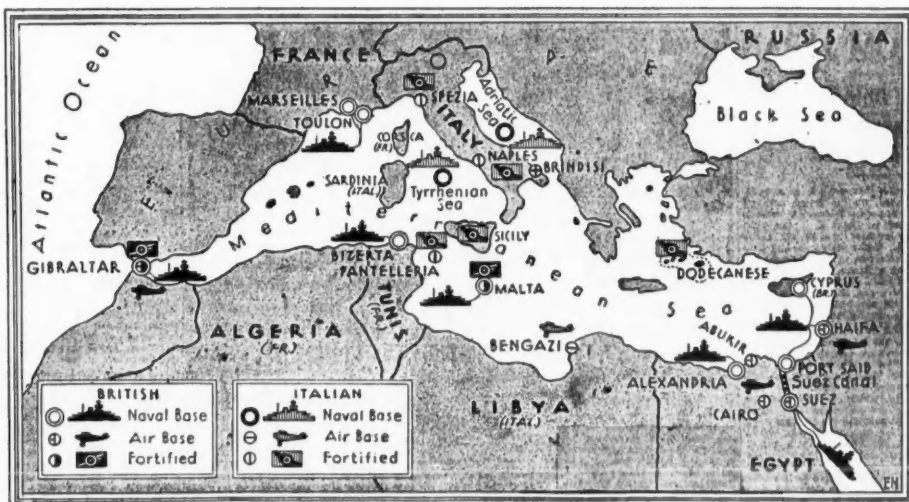 RUSSIA
FRANCE
EUROPE
Atlantic Ocean
Black Sea
Adriatic
Sea
SPEZIA
MARSEILLES
TOULON
ITALY
CORSICA
(FR.)
NAPLES
BRINDISI
SARDINIA
(ITAL)
Tyrrhenian
Sea
Mediterranean Sea
SICILY
GIBRALTAR
BIZERTA
PANTELLERIA
DODECANESE
CYPRUS
(BR)
MALTA
TUNIS
(FR.)
HAIFA
ALGERIA
(FR)
BENGAZI
ABUKIR
PORT SAID
Suez Canal
ALEXANDRIA
SUEZ
CAIRO
LIBYA
(ITAL)
EGYPT
BRITISH
Naval Base
Air Base
Fortified
ITALIAN
Naval Base
Air Base
Fortified